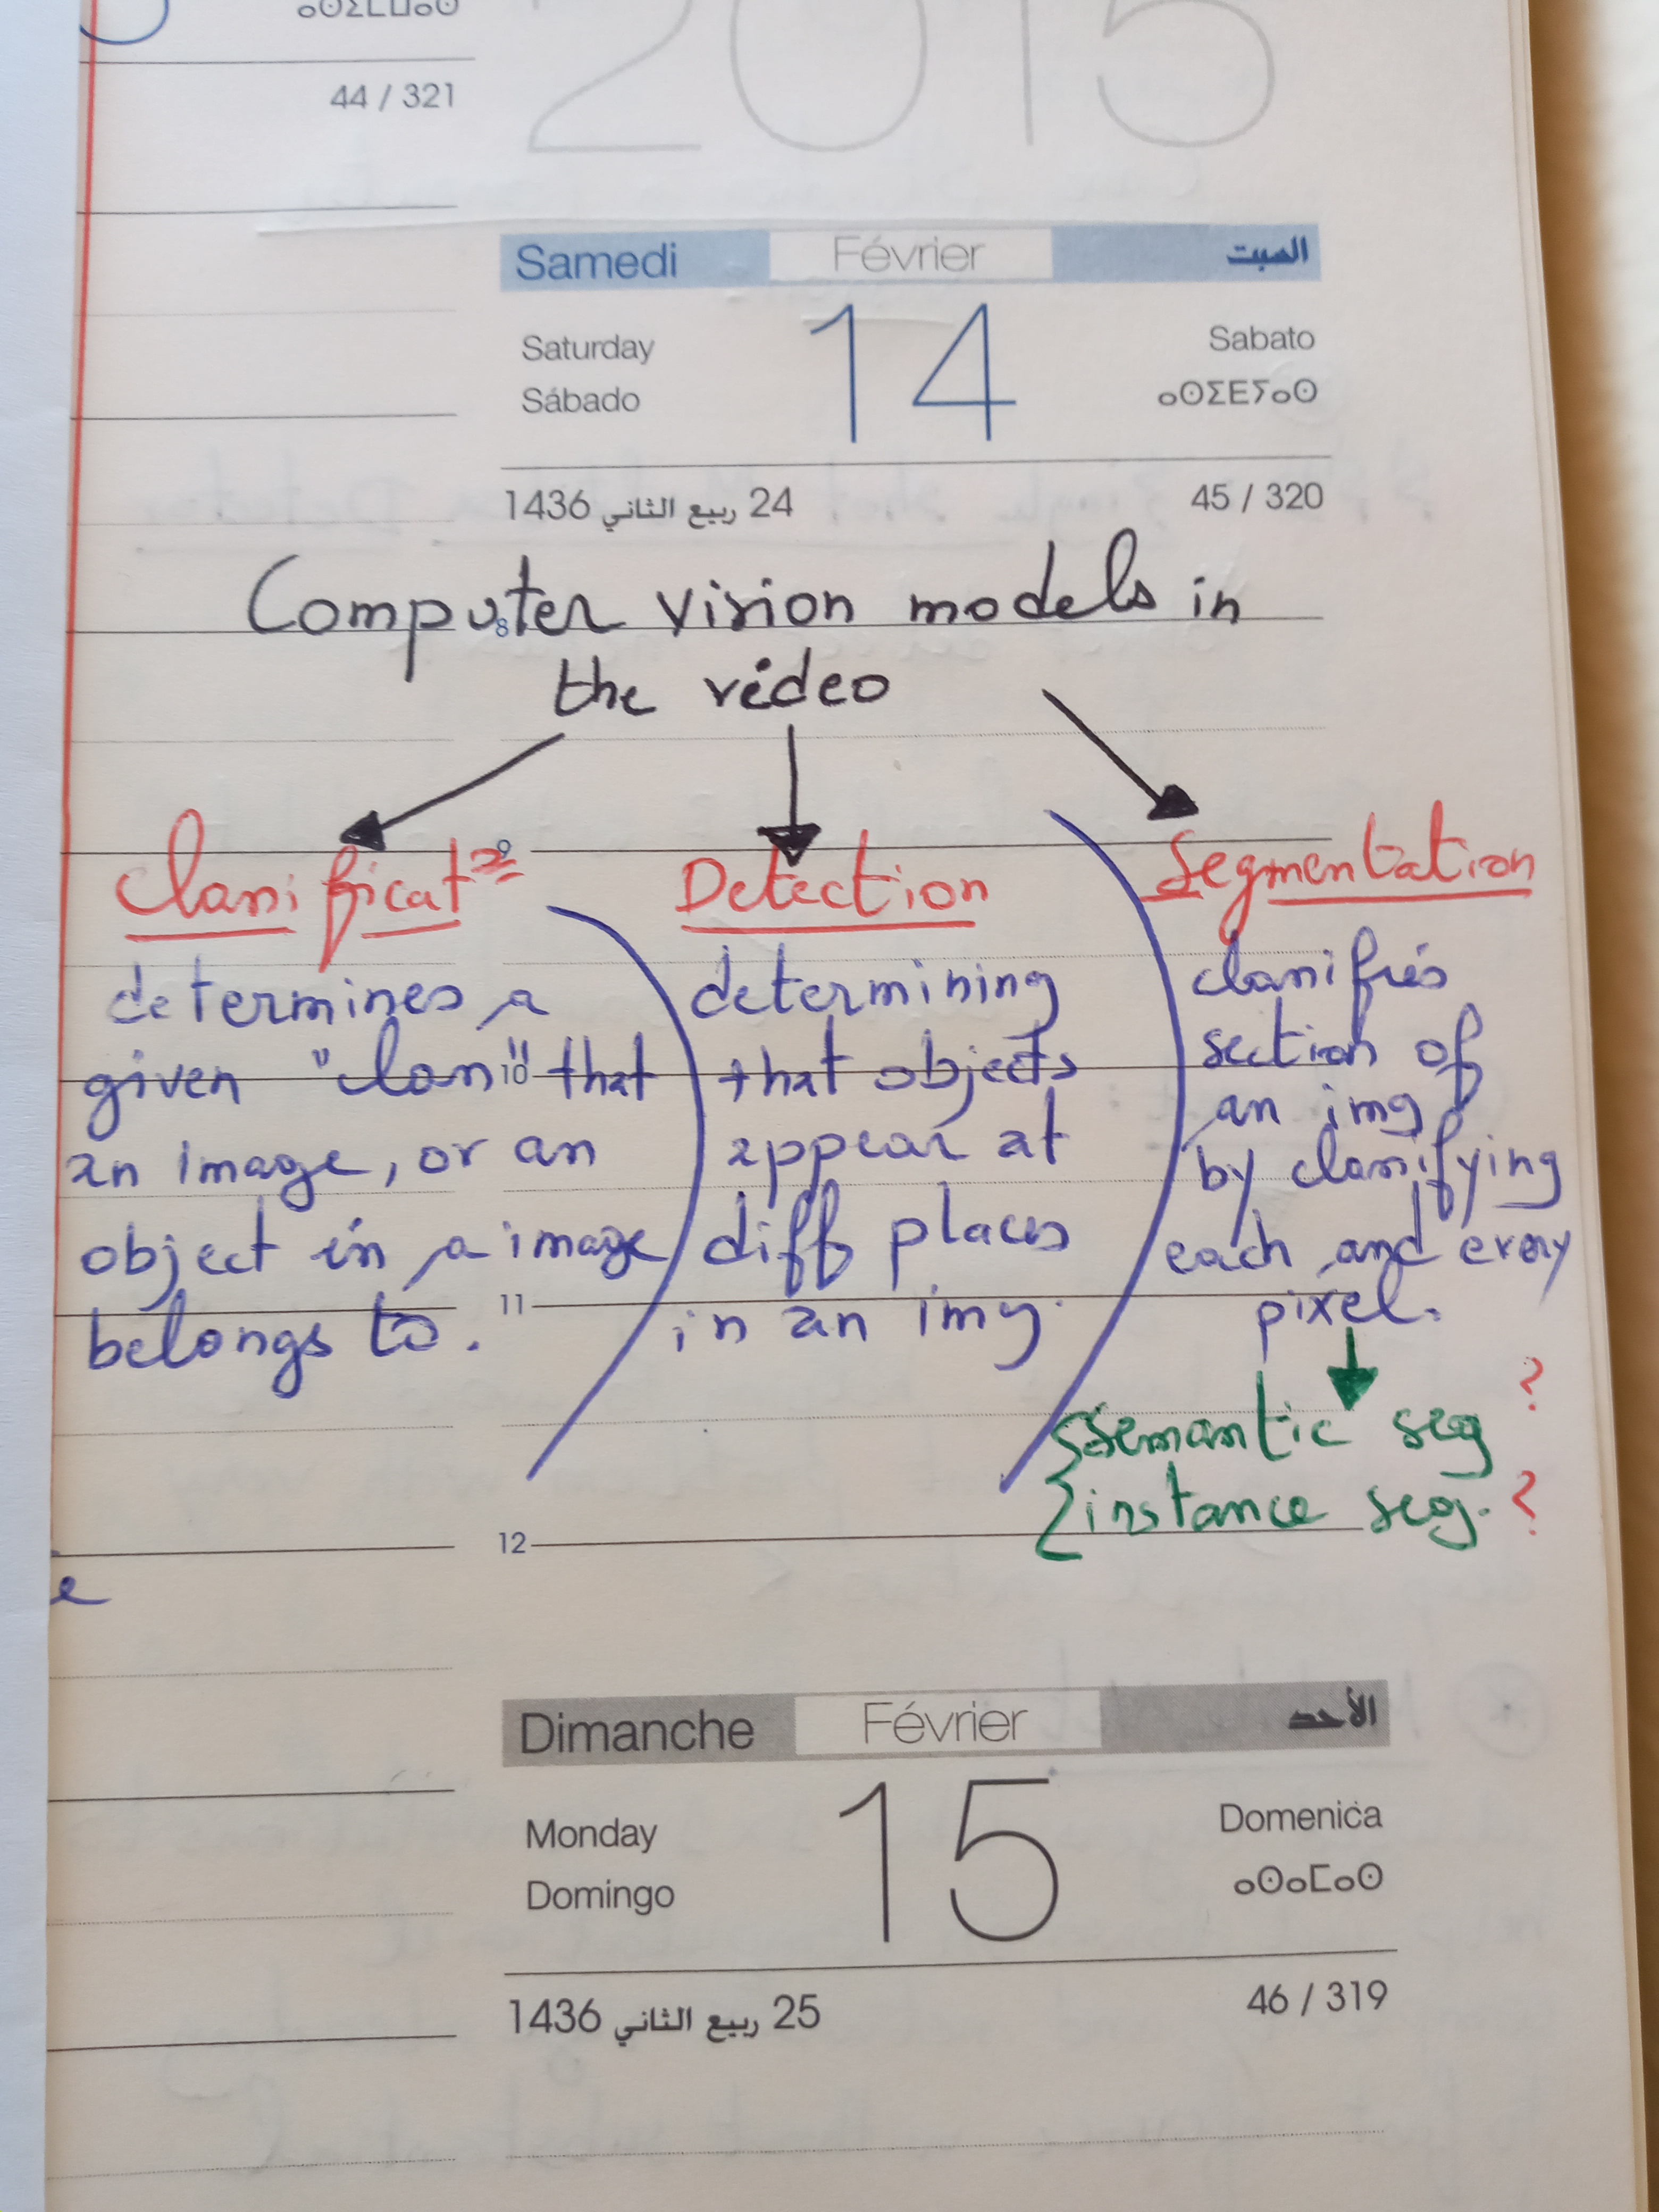 ⴰⵙⵉⵎⵡⴰⵙ
2015
44 / 321
Samedi Février السبت
Saturday 14 Sabato
Sábado ⴰⵙⵉⴹⵢⴰⵙ
24 ربيع الثاني 1436 45 / 320
Computer vision models in
8
the video
Classificat°
9
determines a
given "class" that
10
an image, or an
object in a image
belongs to.
11
Detection
determining
that objects
appear at
diff places
in an img.
Segmentation
classifies
section of
an img
by classifying
each and every
pixel.
semantic seg ?
instance seg. ?
12
e
Dimanche Février الأحد
Monday 15 Domenica
Domingo ⴰⵙⴰⵎⴰⵙ
25 ربيع الثاني 1436 46 / 319